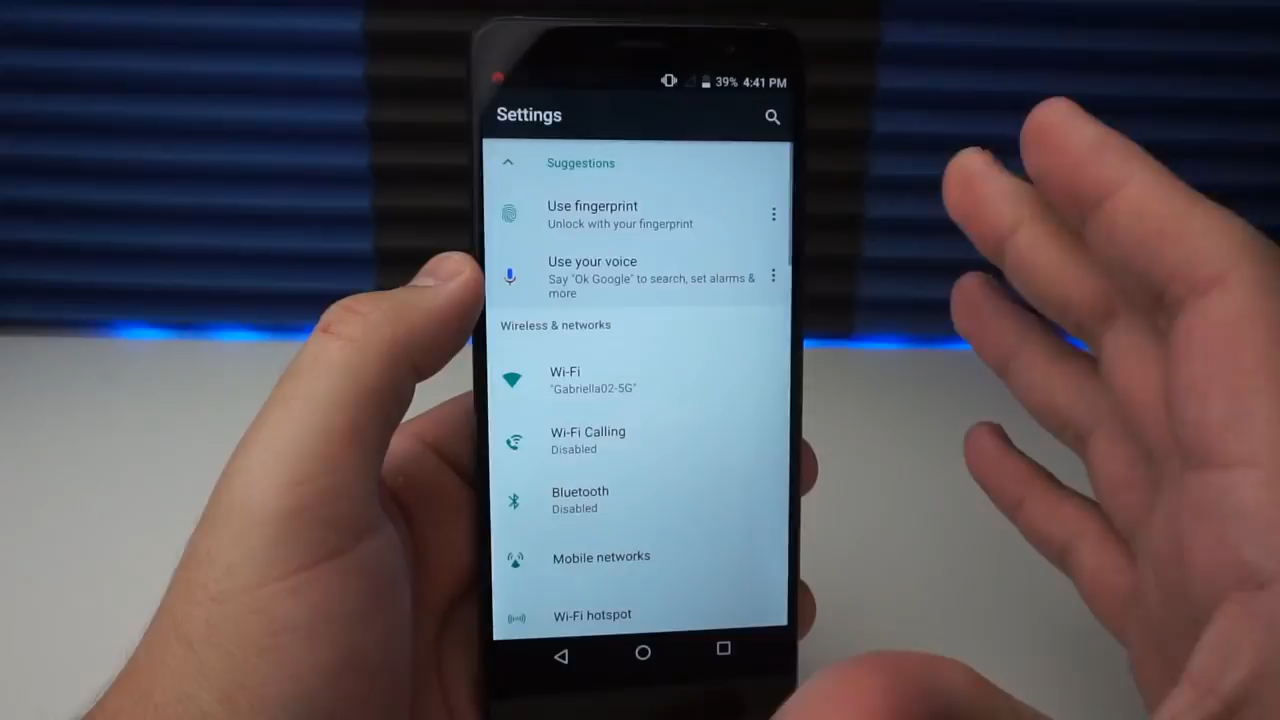 39% 4:41 PM
Settings
Suggestions
Use fingerprint
Unlock with your fingerprint
Use your voice
Say "Ok Google" to search, set alarms &
more
Wireless & networks
Wi-Fi
"Gabriella02-5G"
Wi-Fi Calling
Disabled
Bluetooth
Disabled
Mobile networks
Wi-Fi hotspot